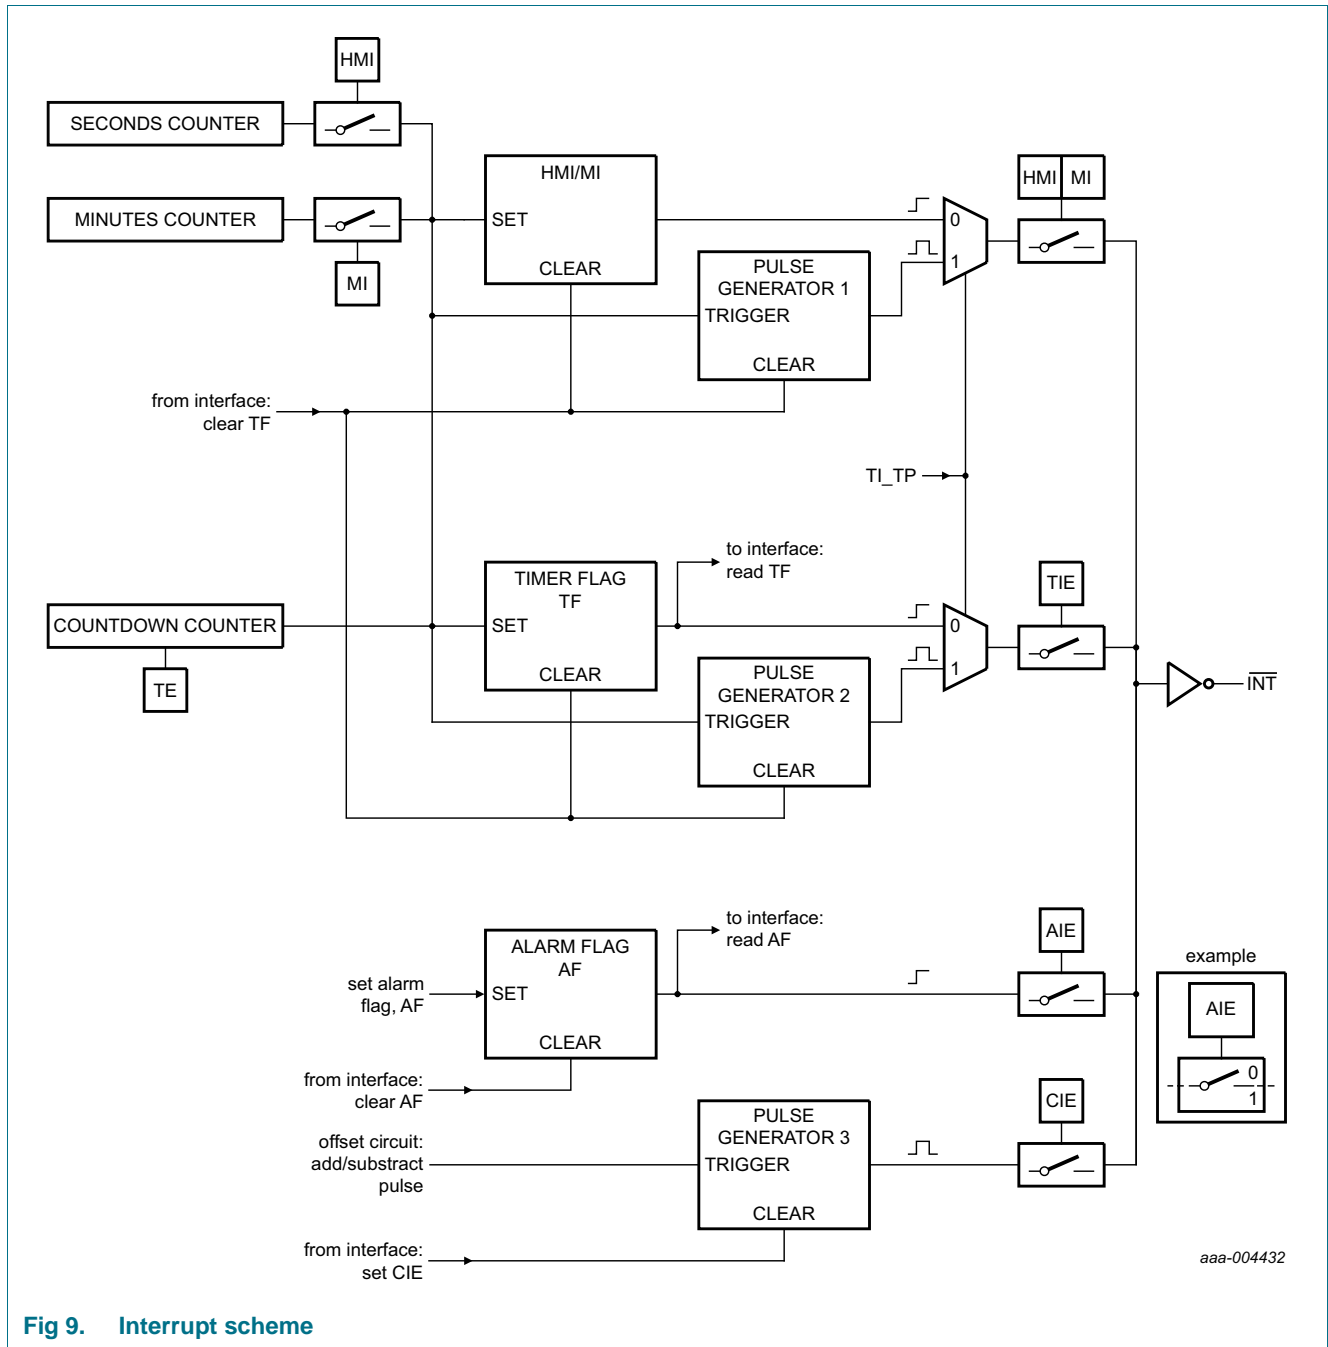 HMI
SECONDS COUNTER
MINUTES COUNTER
MI
HMI/MI
SET
CLEAR
PULSE
GENERATOR 1
TRIGGER
CLEAR
0
1
HMI MI
from interface:
clear TF
TI_TP
to interface:
read TF
TIMER FLAG
TF
SET
CLEAR
COUNTDOWN COUNTER
TE
PULSE
GENERATOR 2
TRIGGER
CLEAR
0
1
TIE
INT
to interface:
read AF
ALARM FLAG
AF
SET
CLEAR
set alarm
flag, AF
from interface:
clear AF
AIE
example
AIE
0
1
offset circuit:
add/substract
pulse
PULSE
GENERATOR 3
TRIGGER
CLEAR
CIE
from interface:
set CIE
aaa-004432
Fig 9. Interrupt scheme